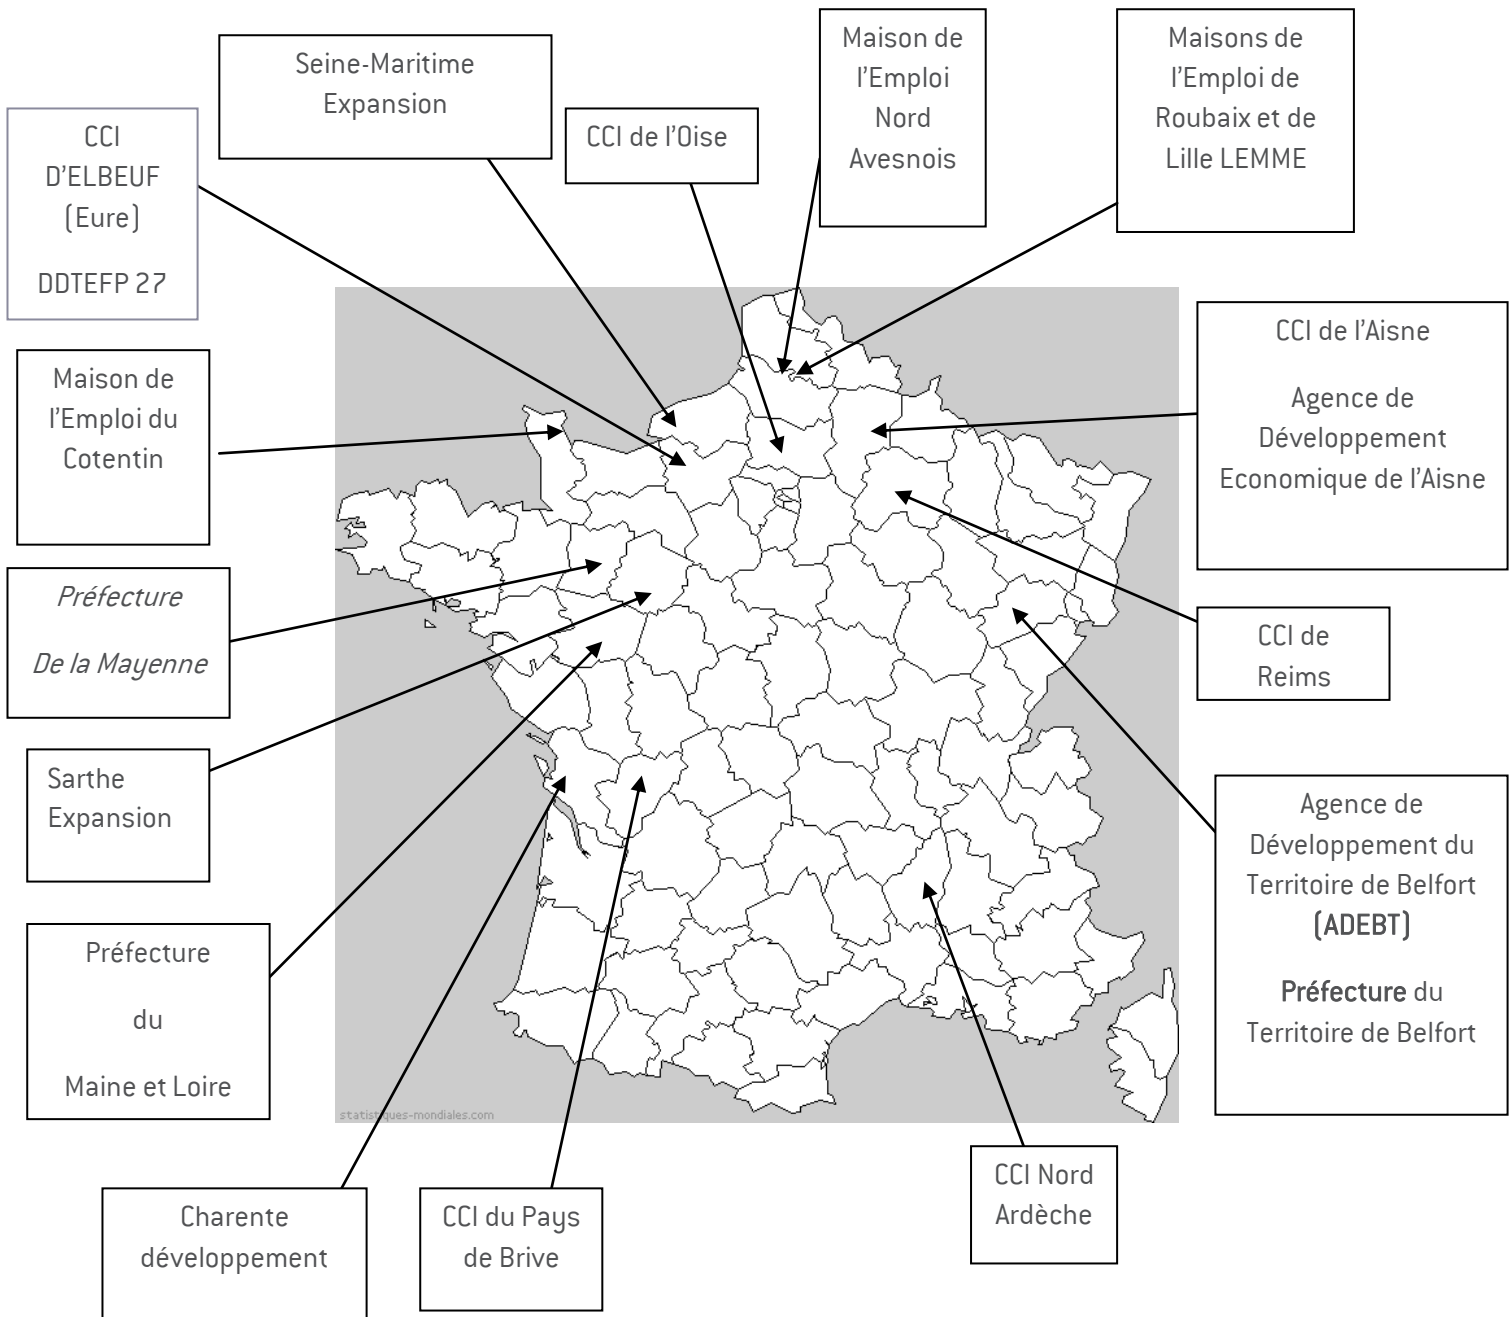 Seine-Maritime
Expansion
Maison de
l'Emploi
Nord
Avesnois
Maisons de
l'Emploi de
Roubaix et de
Lille LEMME
CCI
D'ELBEUF
(Eure)
DDTEFP 27
CCI de l'Oise
Maison de
l'Emploi du
Cotentin
CCI de l'Aisne
Agence de
Développement
Economique de l'Aisne
Préfecture
De la Mayenne
CCI de
Reims
Sarthe
Expansion
Agence de
Développement du
Territoire de Belfort
(ADEBT)
Préfecture du
Territoire de Belfort
Préfecture
du
Maine et Loire
statistiques-mondiales.com
Charente
développement
CCI du Pays
de Brive
CCI Nord
Ardèche